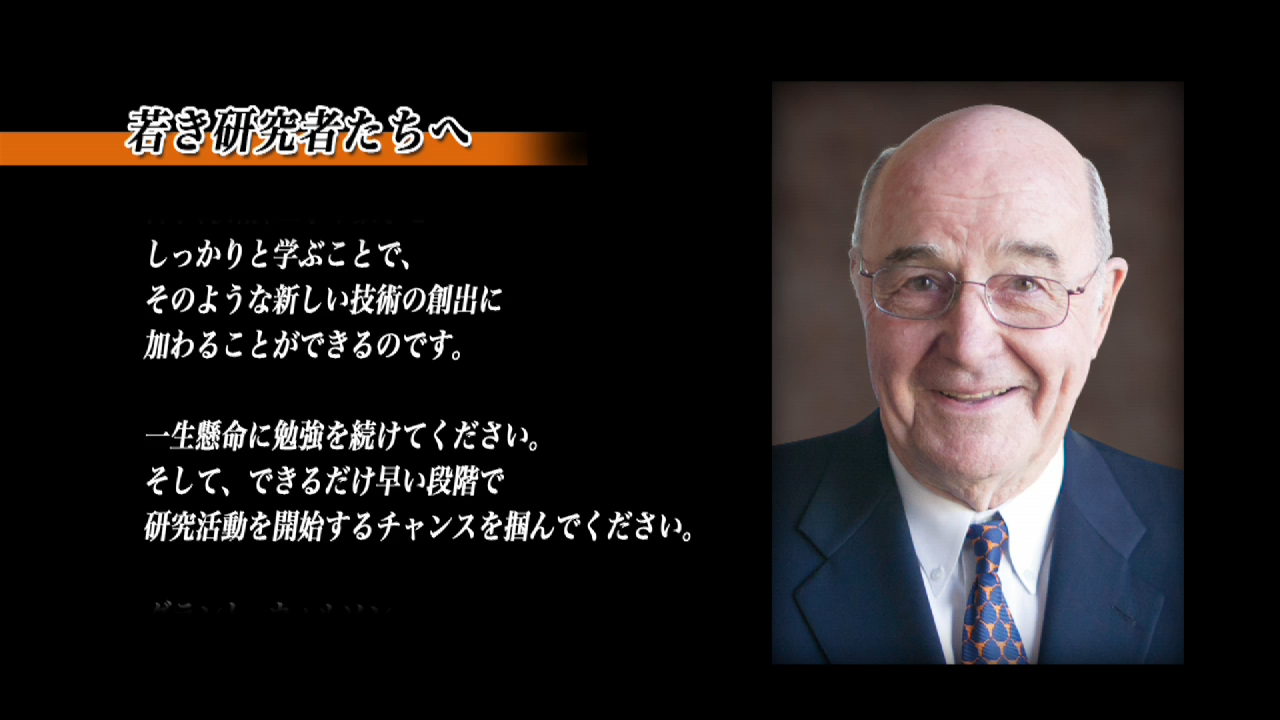 若き研究者たちへ
しっかりと学ぶことで、
そのような新しい技術の創出に
加わることができるのです。
一生懸命に勉強を続けてください。
そして、できるだけ早い段階で
研究活動を開始するチャンスを掴んでください。